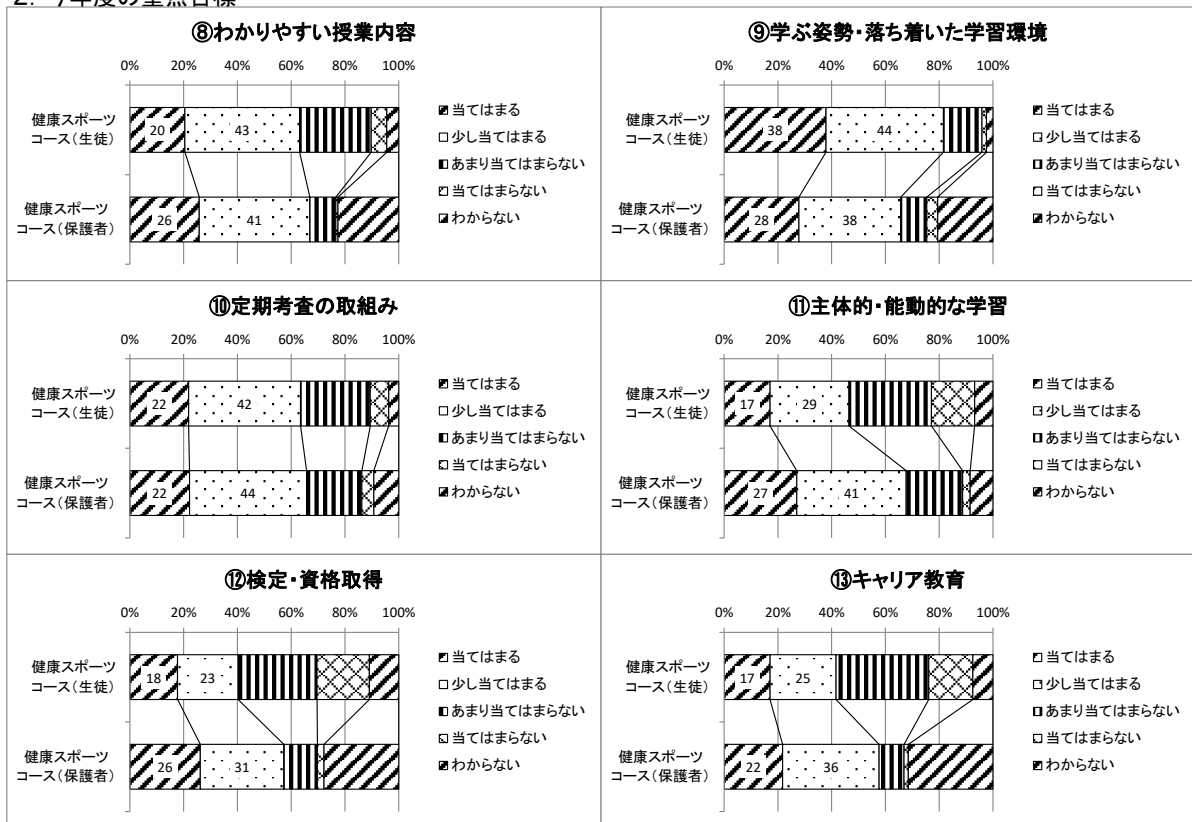 ⑧わかりやすい授業内容
0% 20% 40% 60% 80% 100%
健康スポーツ
コース(生徒)
20 43
健康スポーツ
コース(保護者)
26 41
当てはまる
少し当てはまる
あまり当てはまらない
当てはまらない
わからない
⑨学ぶ姿勢・落ち着いた学習環境
0% 20% 40% 60% 80% 100%
健康スポーツ
コース(生徒)
38 44
健康スポーツ
コース(保護者)
28 38
当てはまる
少し当てはまる
あまり当てはまらない
当てはまらない
わからない
⑩定期考査の取組み
0% 20% 40% 60% 80% 100%
健康スポーツ
コース(生徒)
22 42
健康スポーツ
コース(保護者)
22 44
当てはまる
少し当てはまる
あまり当てはまらない
当てはまらない
わからない
⑪主体的・能動的な学習
0% 20% 40% 60% 80% 100%
健康スポーツ
コース(生徒)
17 29
健康スポーツ
コース(保護者)
27 41
当てはまる
少し当てはまる
あまり当てはまらない
当てはまらない
わからない
⑫検定・資格取得
0% 20% 40% 60% 80% 100%
健康スポーツ
コース(生徒)
18 23
健康スポーツ
コース(保護者)
26 31
当てはまる
少し当てはまる
あまり当てはまらない
当てはまらない
わからない
⑬キャリア教育
0% 20% 40% 60% 80% 100%
健康スポーツ
コース(生徒)
17 25
健康スポーツ
コース(保護者)
22 36
当てはまる
少し当てはまる
あまり当てはまらない
当てはまらない
わからない